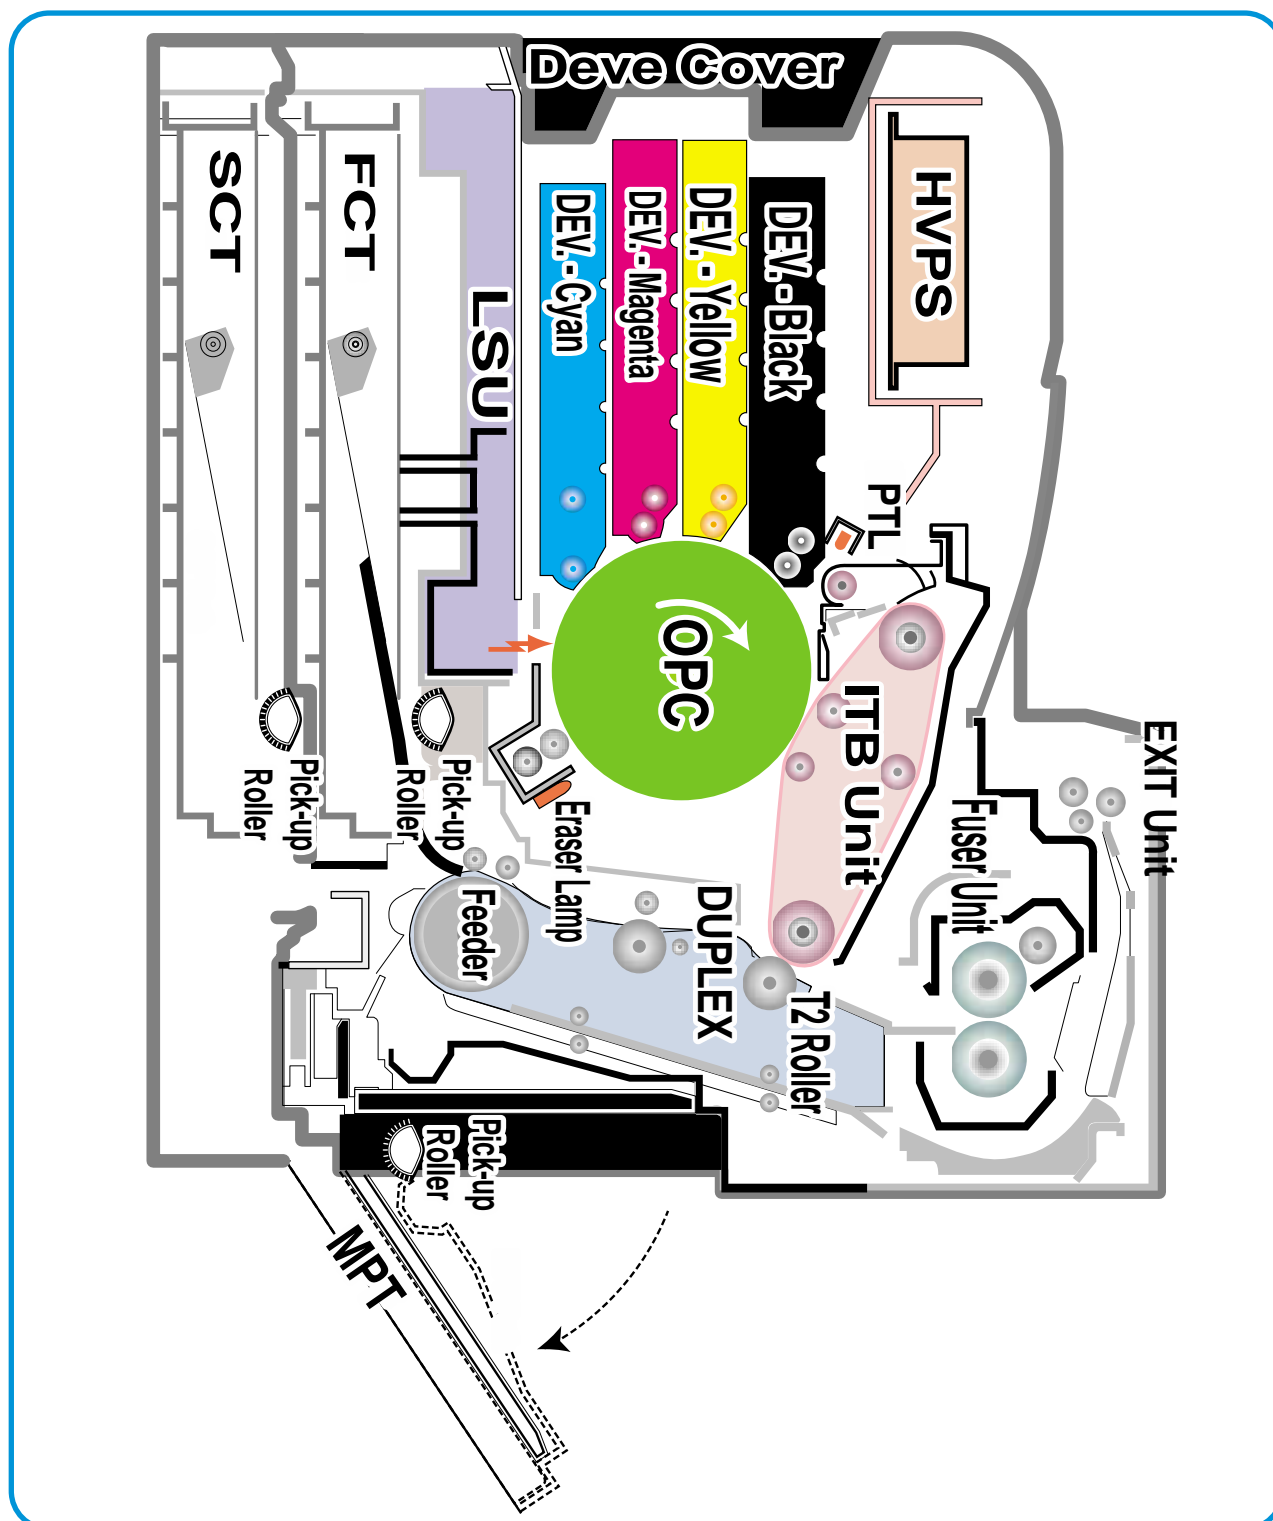 Deve Cover
SCT
FCT
LSU
DEV.-Cyan
DEV.-Magenta
DEV.-Yellow
DEV.-Black
HVPS
PTL
OPC
ITB Unit
EXIT Unit
Fuser Unit
Pick-up
Roller
Pick-up
Roller
Eraser Lamp
Feeder
DUPLEX
T2 Roller
Pick-up
Roller
MPT